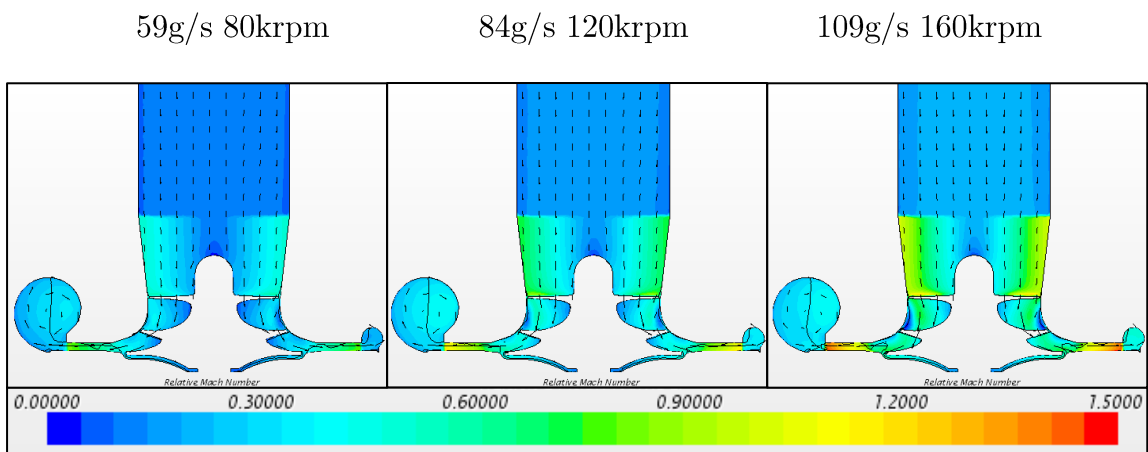 59g/s 80krpm 84g/s 120krpm 109g/s 160krpm
Relative Mach Number Relative Mach Number Relative Mach Number
0.00000 0.30000 0.60000 0.90000 1.2000 1.5000